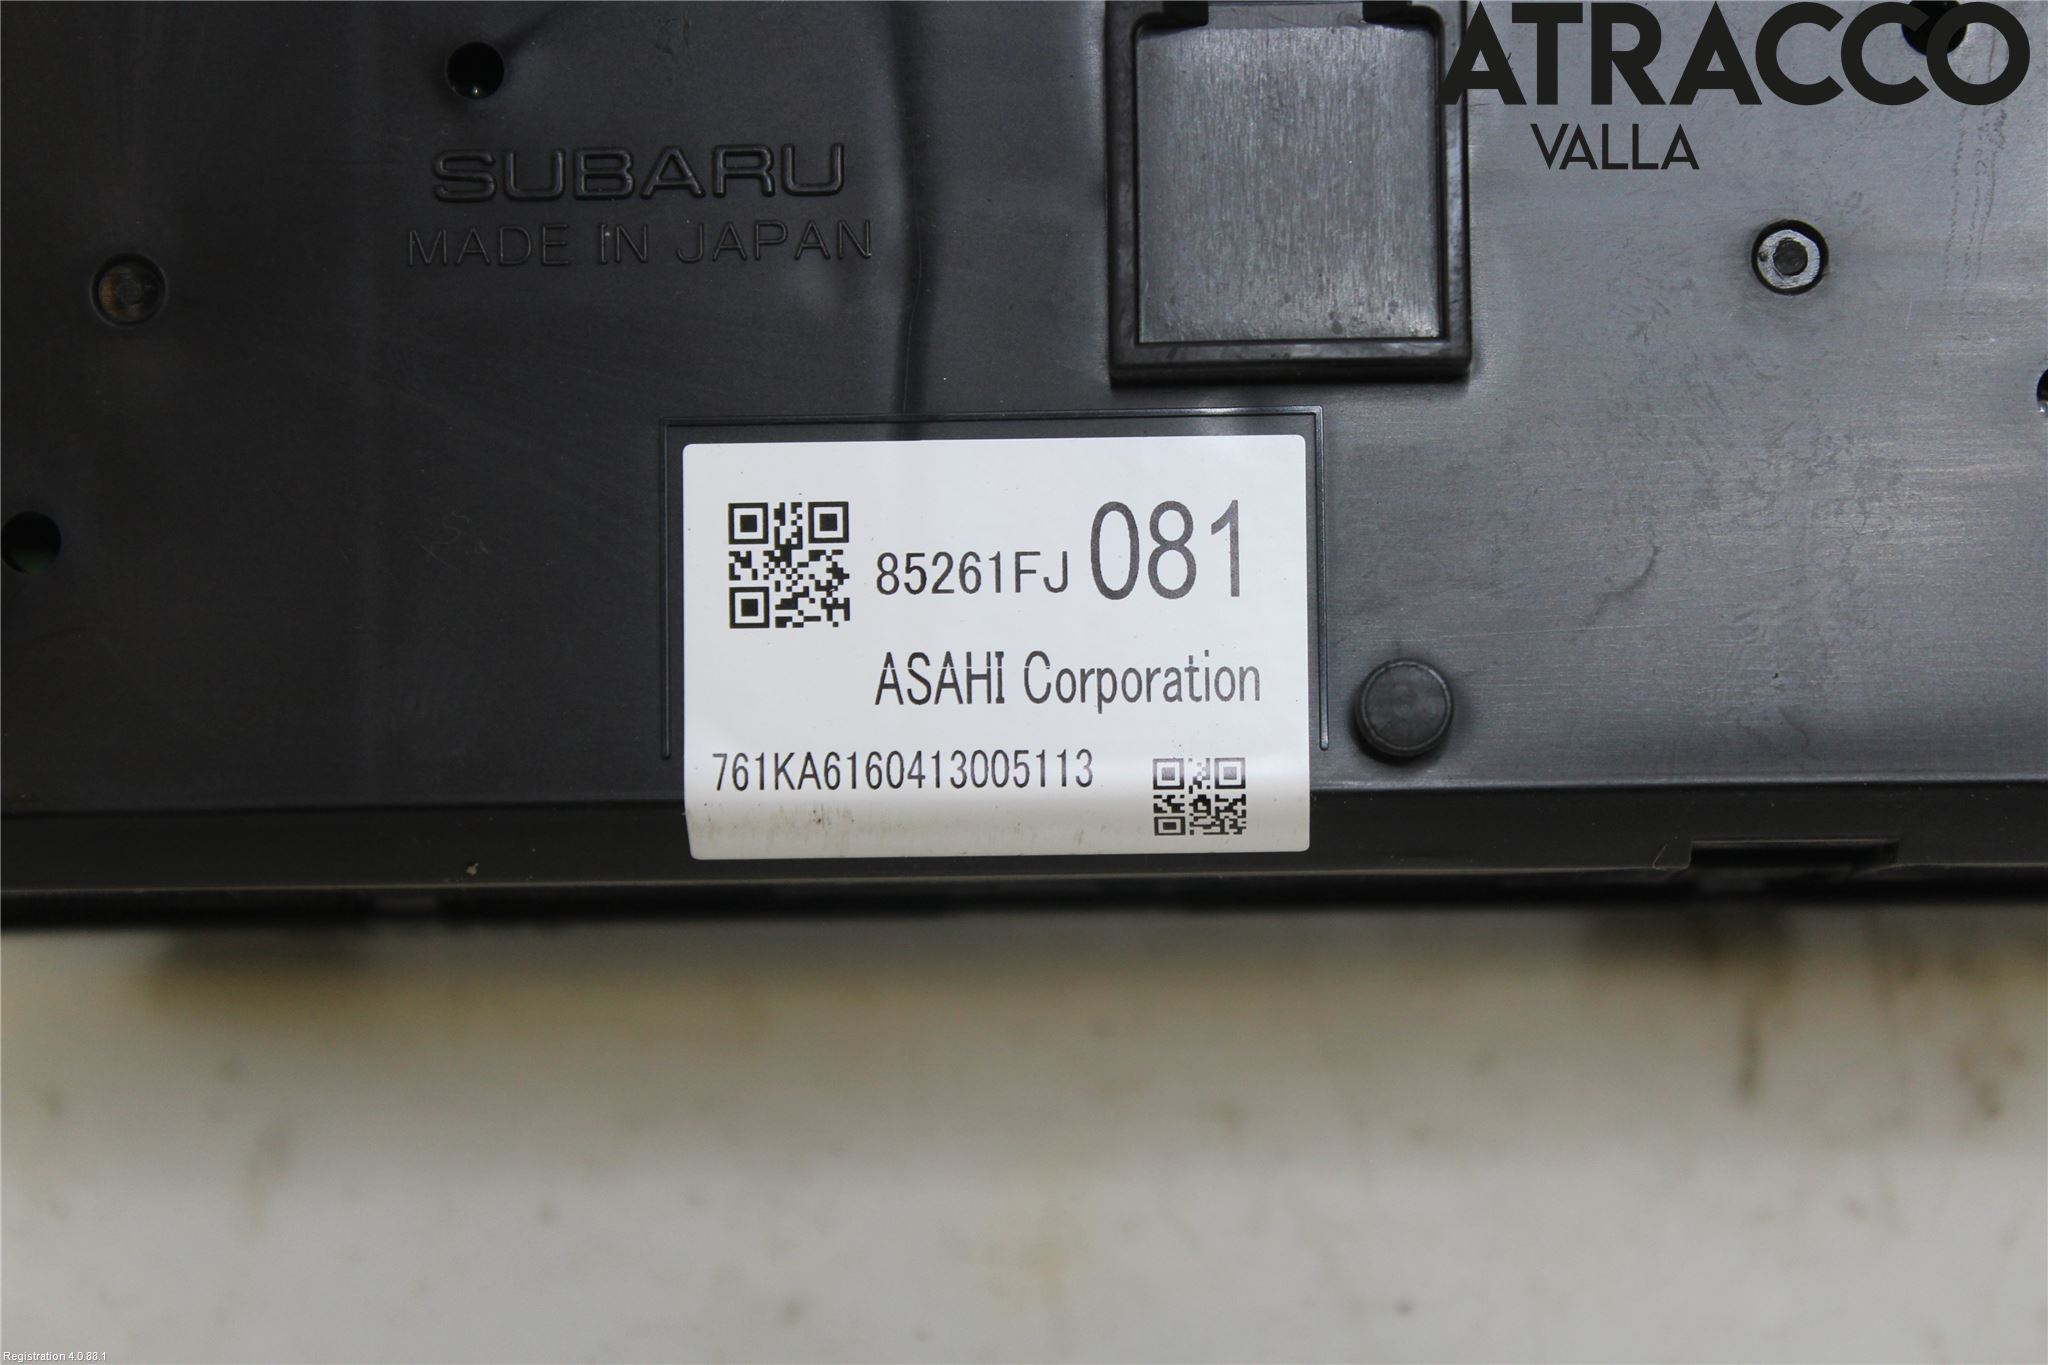 ATRACCO
VALLA
SUBARU
MADE IN JAPAN
85261FJ 081
ASAHI Corporation
761KA6160413005113
Registration 4.0.88.1